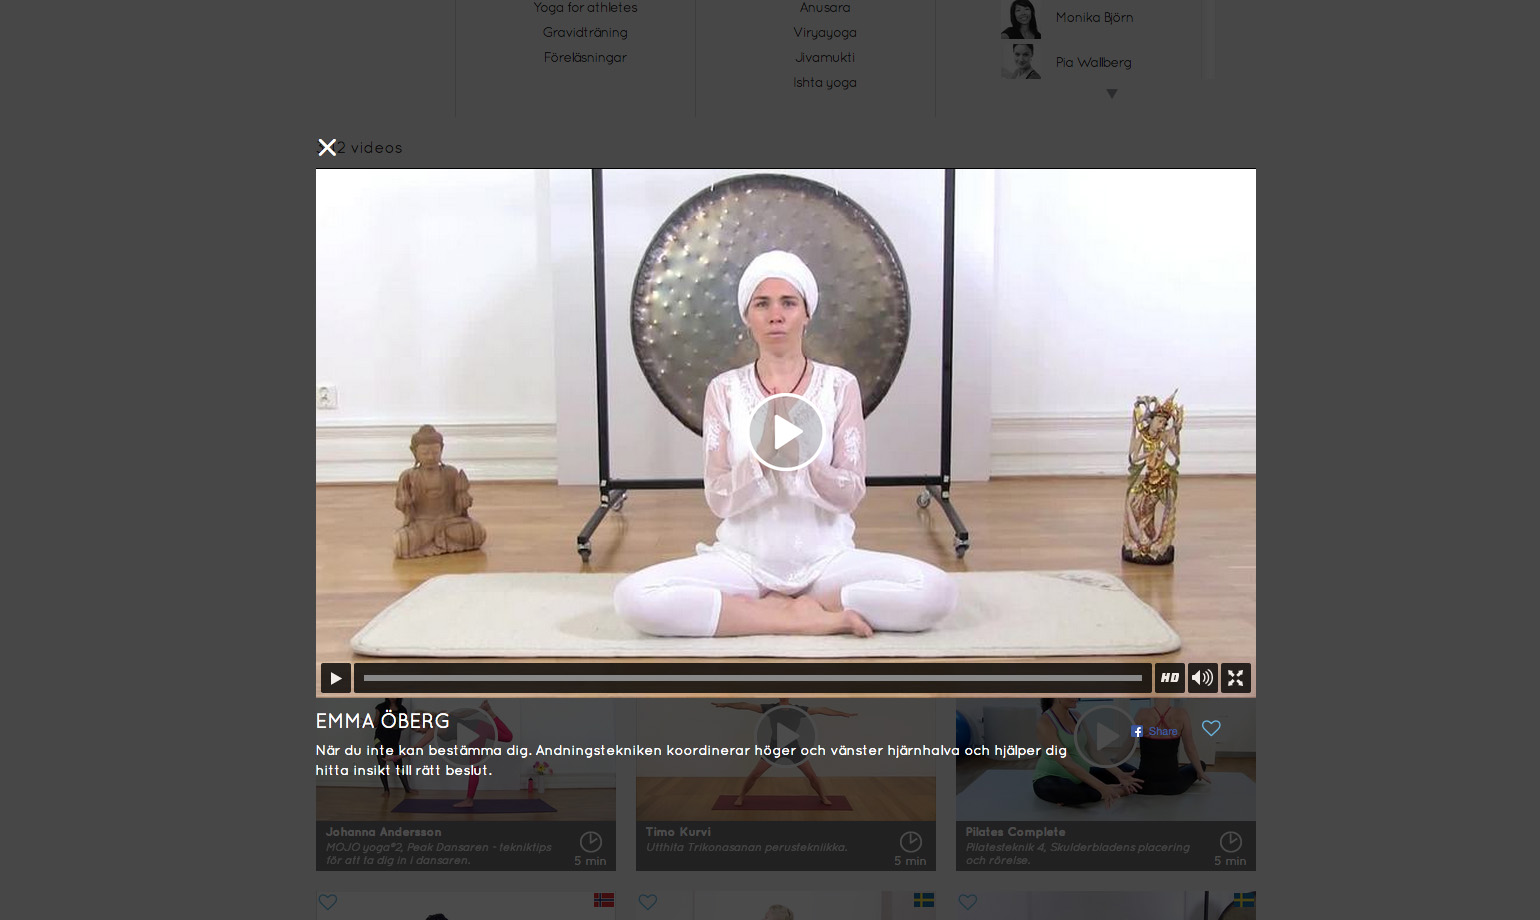 Yoga for athletes
Gravidträning
Föreläsningar
Anusara
Viryayoga
Jivamukti
Ishta yoga
Monika Björn
Pia Wallberg
2 videos
HD
EMMA ÖBERG
När du inte kan bestämma dig. Andningstekniken koordinerar höger och vänster hjärnhalva och hjälper dig
hitta insikt till rätt beslut.
Share
Johanna Andersson
MOJO yoga®2, Peak Dansaren - tekniktips
för att ta dig in i dansaren.
5 min
Timo Kurvi
Utthita Trikonasanan perustekniikka.
5 min
Pilates Complete
Pilatesteknik 4, Skulderbladens placering
och rörelse.
5 min